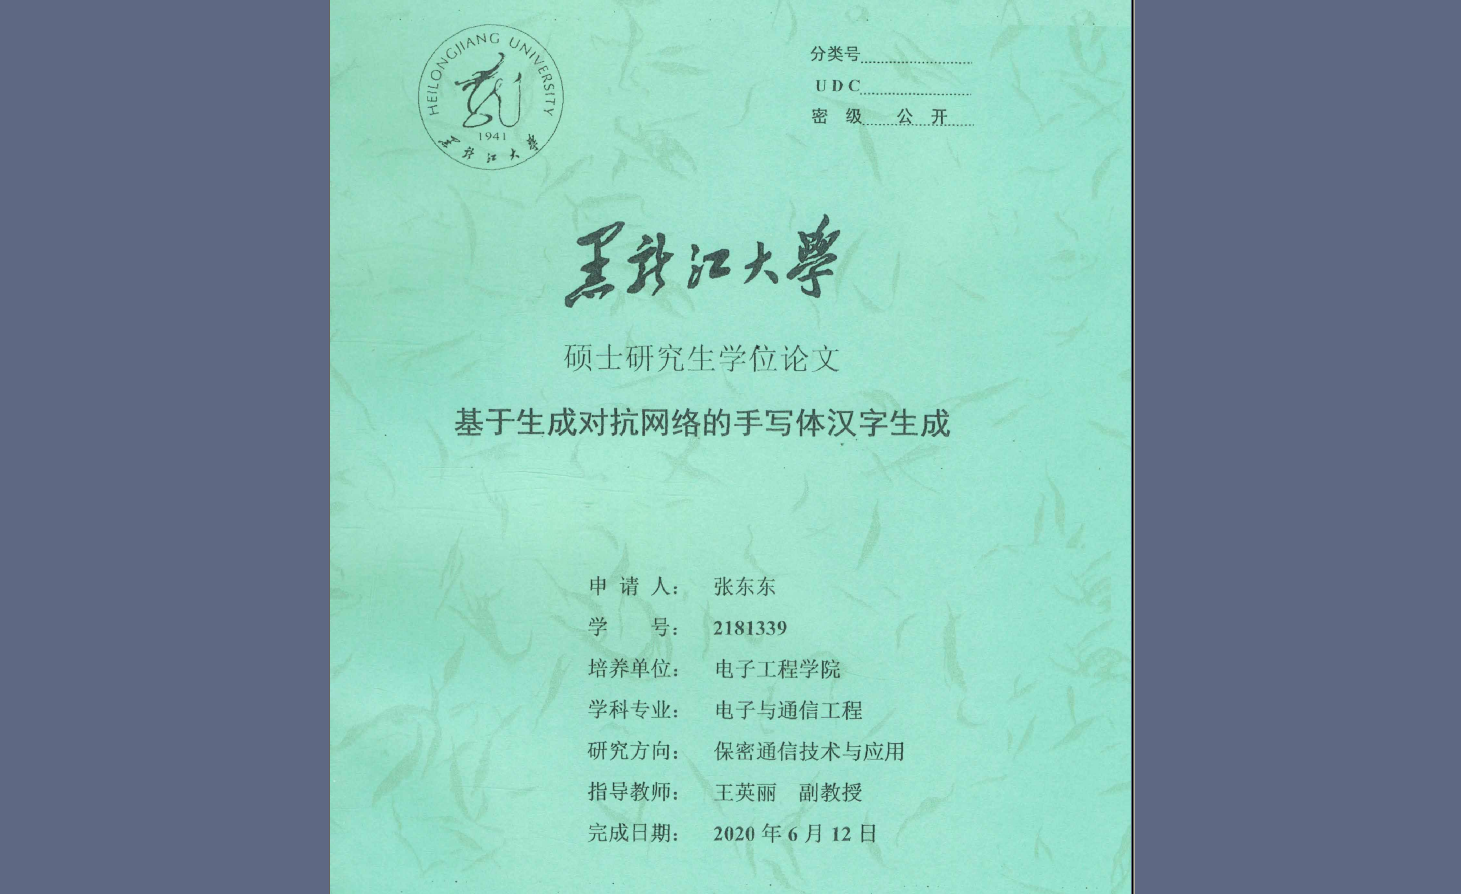 HEILONGJIANG UNIVERSITY
1941
黑龙江大学
分类号
UDC
密 级 公 开
黑龙江大學
硕士研究生学位论文
基于生成对抗网络的手写体汉字生成
申 请 人： 张东东
学 号： 2181339
培养单位： 电子工程学院
学科专业： 电子与通信工程
研究方向： 保密通信技术与应用
指导教师： 王英丽 副教授
完成日期： 2020 年 6 月 12 日